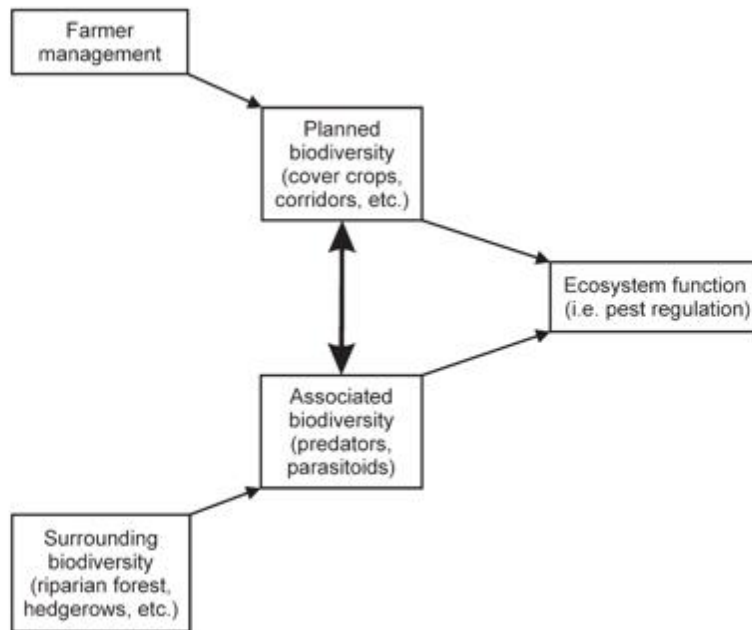 Farmer
management
Planned
biodiversity
(cover crops,
corridors, etc.)
Ecosystem function
(i.e. pest regulation)
Associated
biodiversity
(predators,
parasitoids)
Surrounding
biodiversity
(riparian forest,
hedgerows, etc.)